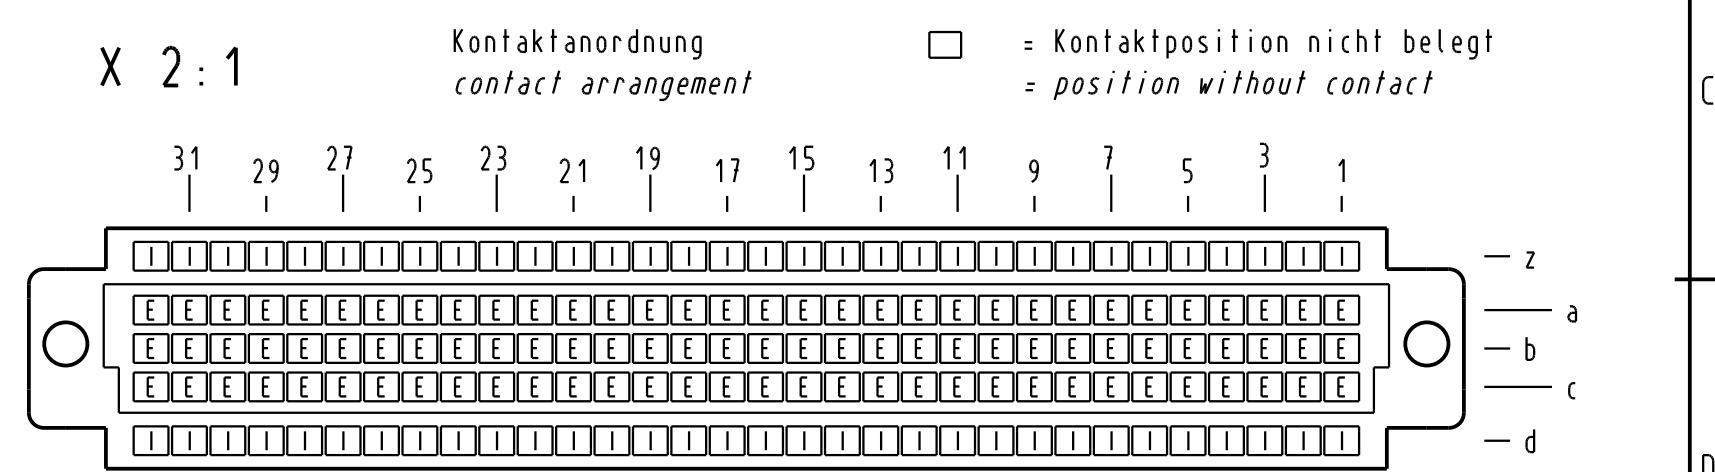 X 2:1
Kontaktanordnung
contact arrangement
= Kontaktposition nicht belegt
= position without contact
C
31 29 27 25 23 21 19 17 15 13 11 9 7 5 3 1
I I I I I I I I I I I I I I I I I I I I I I I I I I I I I I I I z
E E E E E E E E E E E E E E E E E E E E E E E E E E E E E E E E a
E E E E E E E E E E E E E E E E E E E E E E E E E E E E E E E E b
E E E E E E E E E E E E E E E E E E E E E E E E E E E E E E E E c
I I I I I I I I I I I I I I I I I I I I I I I I I I I I I I I I d